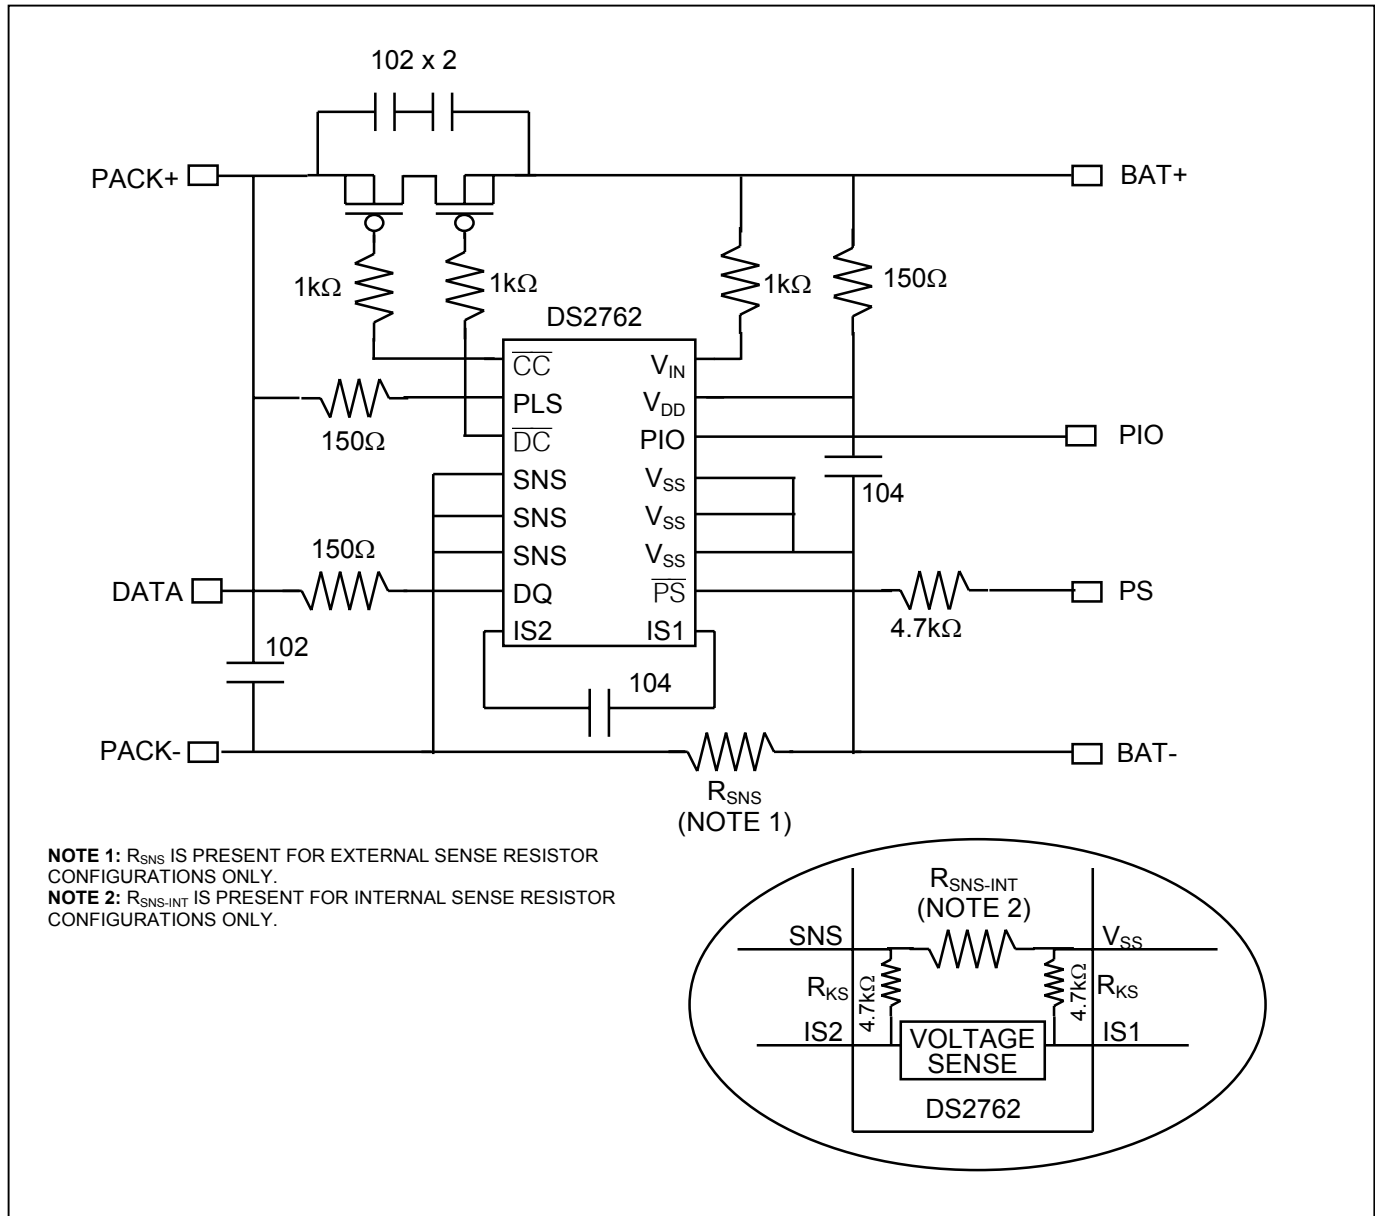 102 x 2
PACK+
BAT+
1kΩ
1kΩ
1kΩ
150Ω
DS2762
CC
VIN
PLS
VDD
150Ω
DC
PIO
PIO
SNS
VSS
104
SNS
VSS
150Ω
SNS
VSS
DATA
DQ
PS
PS
4.7kΩ
IS2
IS1
102
104
PACK-
BAT-
RSNS
(NOTE 1)
NOTE 1: RSNS IS PRESENT FOR EXTERNAL SENSE RESISTOR
CONFIGURATIONS ONLY.
NOTE 2: RSNS-INT IS PRESENT FOR INTERNAL SENSE RESISTOR
CONFIGURATIONS ONLY.
RSNS-INT
(NOTE 2)
SNS
VSS
RKS
4.7kΩ
4.7kΩ
RKS
IS2
VOLTAGE
SENSE
IS1
DS2762